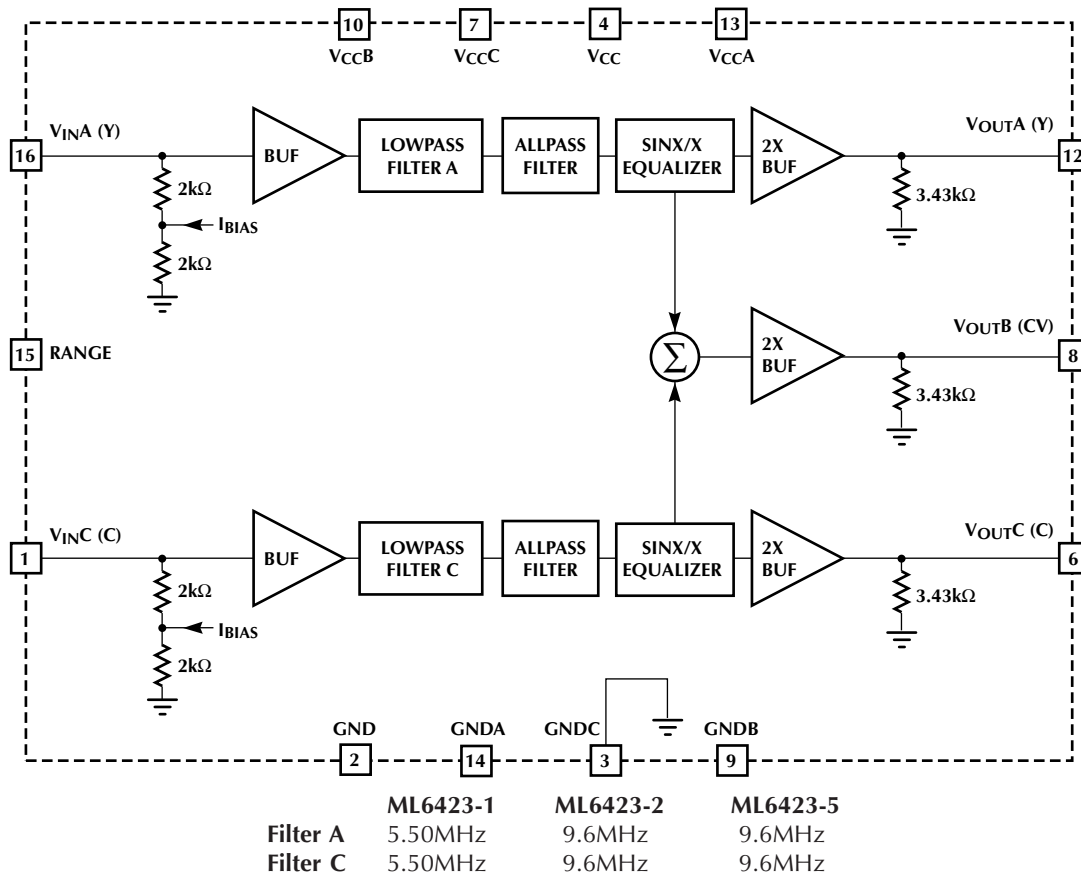 10 7 4 13
VCCB VCCC VCC VCCA
VINA (Y)
VOUTA (Y)
16
BUF
LOWPASS
FILTER A
ALLPASS
FILTER
SINX/X
EQUALIZER
2X
BUF
12
2kΩ
3.43kΩ
IBIAS
2kΩ
15
RANGE
Σ
2X
BUF
VOUTB (CV)
8
3.43kΩ
VINC (C)
VOUTC (C)
1
BUF
LOWPASS
FILTER C
ALLPASS
FILTER
SINX/X
EQUALIZER
2X
BUF
6
2kΩ
3.43kΩ
IBIAS
2kΩ
GND GNDA GNDC GNDB
2 14 3 9
ML6423-1 ML6423-2 ML6423-5
Filter A 5.50MHz 9.6MHz 9.6MHz
Filter C 5.50MHz 9.6MHz 9.6MHz